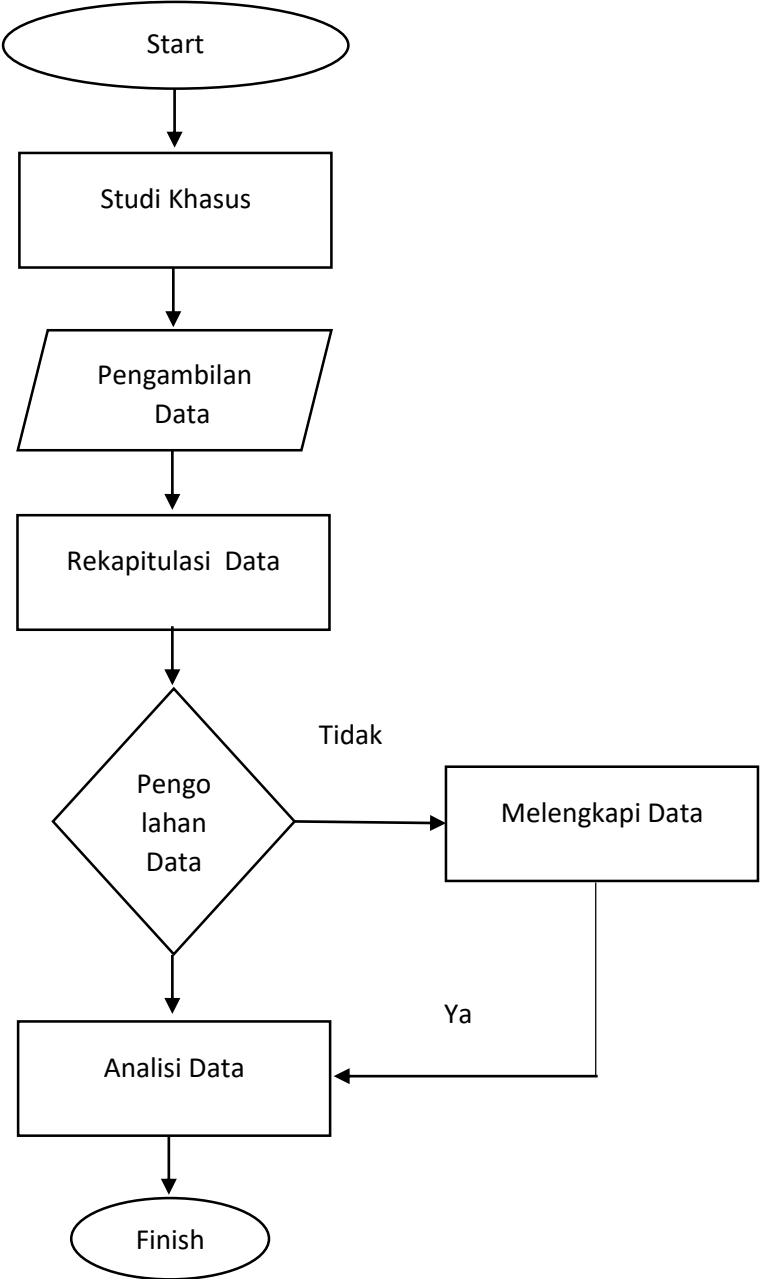 Start
Studi Khasus
Pengambilan
Data
Rekapitulasi  Data
Tidak
Pengo
lahan
Data
Melengkapi Data
Ya
Analisi Data
Finish